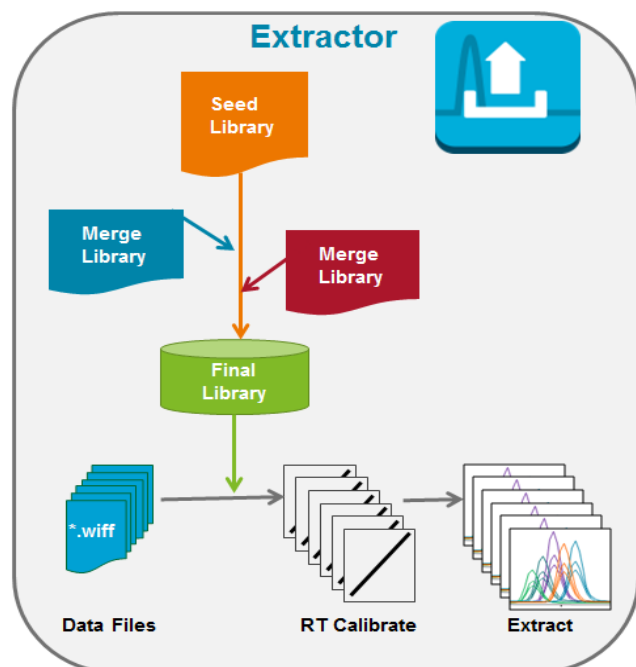 Extractor
Seed
Library
Merge
Library
Merge
Library
Final
Library
*.wiff
Data Files
RT Calibrate
Extract